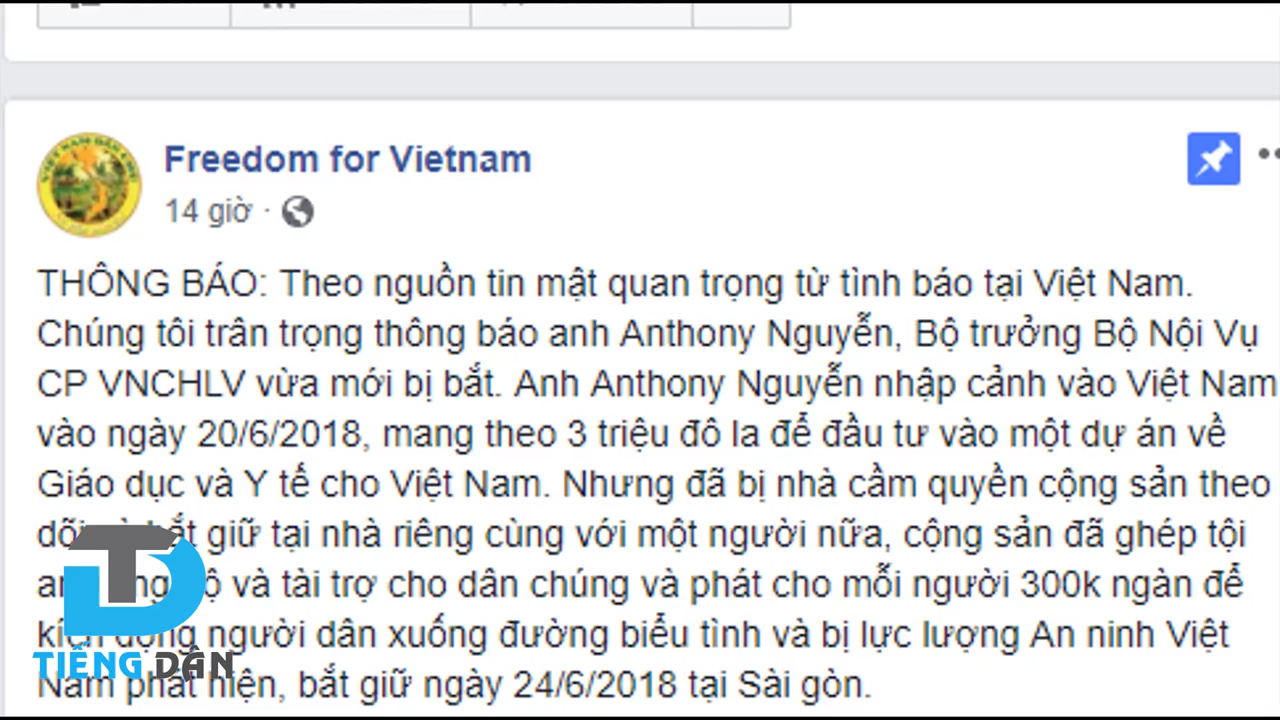 Freedom for Vietnam
14 giờ ·
THÔNG BÁO: Theo nguồn tin mật quan trọng từ tình báo tại Việt Nam.
Chúng tôi trân trọng thông báo anh Anthony Nguyễn, Bộ trưởng Bộ Nội Vụ
CP VNCHLV vừa mới bị bắt. Anh Anthony Nguyễn nhập cảnh vào Việt Nam
vào ngày 20/6/2018, mang theo 3 triệu đô la để đầu tư vào một dự án về
Giáo dục và Y tế cho Việt Nam. Nhưng đã bị nhà cầm quyền cộng sản theo
giữ tại nhà riêng cùng với một người nữa, cộng sản đã ghép tội
và tài trợ cho dân chúng và phát cho mỗi người 300k ngàn để
người dân xuống đường biểu tình và bị lực lượng An ninh Việt
Nam phát hiện, bắt giữ ngày 24/6/2018 tại Sài gòn.
TD
TIẾNG DÂN